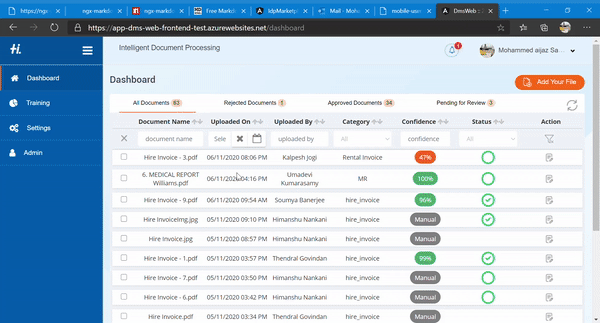 https://ngx ngx-markdo ngx-markdo Free Markdo IdpMarketp Mail - Moha mobile-use DmsWeb
https://app-dms-web-frontend-test.azurewebsites.net/dashboard
H. Intelligent Document Processing 1 Mohammed aijaz Sa ...
Dashboard
Training
Settings
Admin
Dashboard Add Your File
All Documents 83 Rejected Documents 1 Approved Documents 34 Pending for Review 3
Document Name Uploaded On Uploaded By Category Confidence Status Action
document name Sele uploaded by All confidence All
Hire Invoice - 3.pdf 06/11/2020 08:06 PM Kalpesh Jogi Rental Invoice 47%
6. MEDICAL REPORT Williams.pdf 06/11/2020 04:16 PM Umadevi Kumarasamy MR 100%
Hire Invoice - 9.pdf 06/11/2020 09:54 AM Soumya Banerjee hire_invoice 96%
Hire InvoiceImg.jpg 05/11/2020 09:10 PM Himanshu Nankani hire_invoice Manual
Hire Invoice.jpg 05/11/2020 08:57 PM Himanshu Nankani hire_invoice Manual
Hire Invoice - 1.pdf 05/11/2020 03:57 PM Thendral Govindan hire_invoice 99%
Hire Invoice - 7.pdf 05/11/2020 03:50 PM Himanshu Nankani hire_invoice Manual
Hire Invoice - 6.pdf 05/11/2020 03:42 PM Himanshu Nankani hire_invoice Manual
Hire Invoice.pdf 05/11/2020 03:34 PM Thendral Govindan hire_invoice Manual